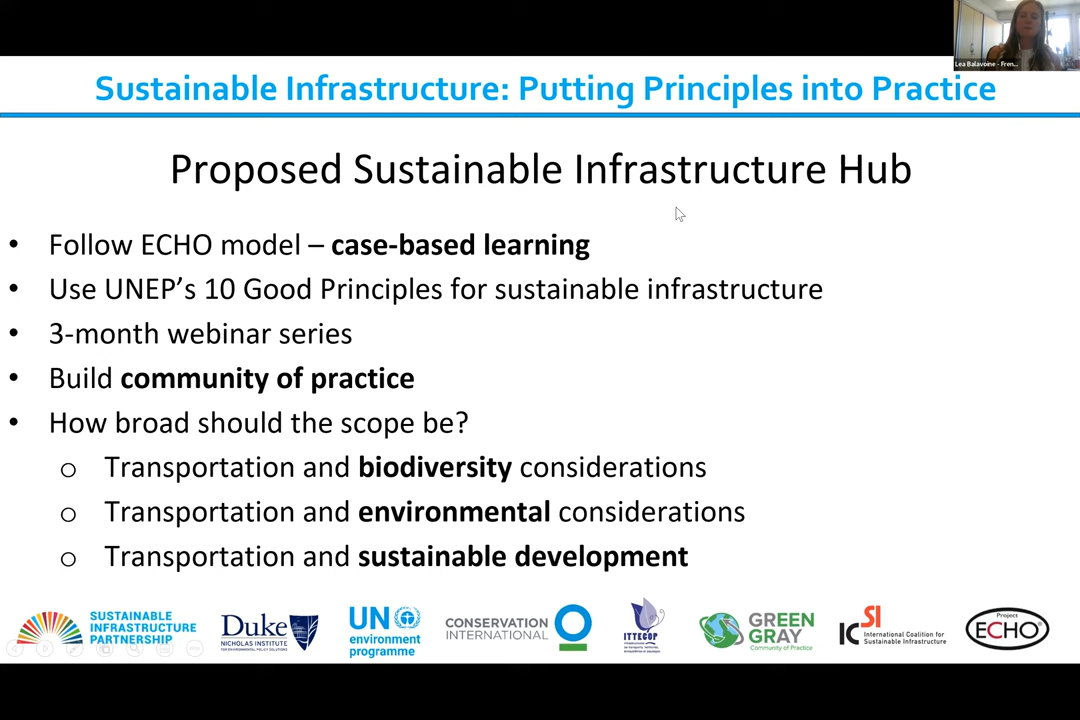 Lea Balavoine - Fren...
Sustainable Infrastructure: Putting Principles into Practice
Proposed Sustainable Infrastructure Hub
• Follow ECHO model – case-based learning
• Use UNEP’s 10 Good Principles for sustainable infrastructure
• 3-month webinar series
• Build community of practice
• How broad should the scope be?
o Transportation and biodiversity considerations
o Transportation and environmental considerations
o Transportation and sustainable development
SUSTAINABLE
INFRASTRUCTURE
PARTNERSHIP
Duke
NICHOLAS INSTITUTE
FOR ENVIRONMENTAL POLICY SOLUTIONS
UN
environment
programme
CONSERVATION
INTERNATIONAL
ITTECOP
GREEN
GRAY
Community of Practice
ICSI
International Coalition for
Sustainable Infrastructure
Project
ECHO®